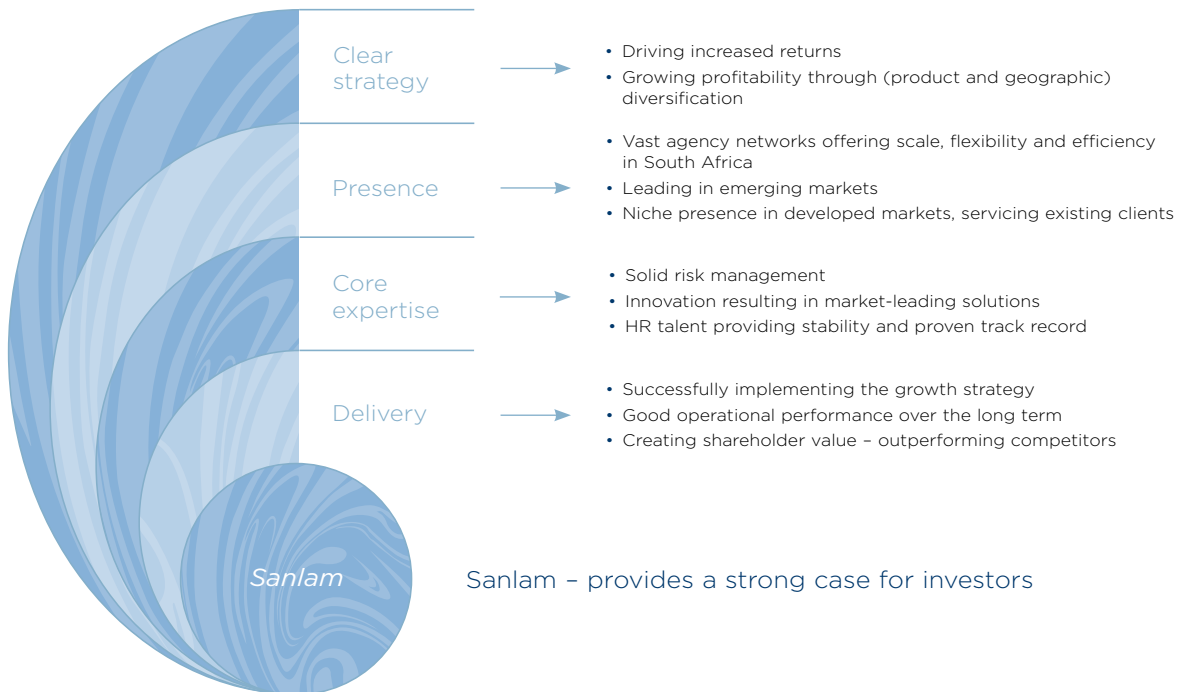 Clear
strategy
• Driving increased returns
• Growing profitability through (product and geographic)
diversification
Presence
• Vast agency networks offering scale, flexibility and efficiency
in South Africa
• Leading in emerging markets
• Niche presence in developed markets, servicing existing clients
Core
expertise
• Solid risk management
• Innovation resulting in market-leading solutions
• HR talent providing stability and proven track record
Delivery
• Successfully implementing the growth strategy
• Good operational performance over the long term
• Creating shareholder value – outperforming competitors
Sanlam
Sanlam – provides a strong case for investors